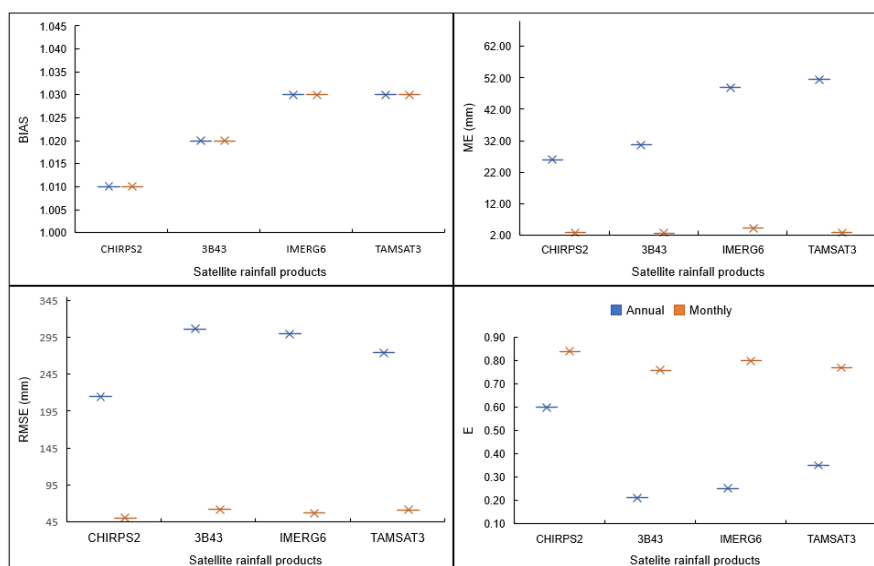 1.045
1.040
1.035
1.030
1.025
1.020
1.015
1.010
1.005
1.000
BIAS
CHIRPS2 3B43 IMERG6 TAMSAT3
Satellite rainfall products
62.00
52.00
42.00
32.00
22.00
12.00
2.00
ME (mm)
CHIRPS2 3B43 IMERG6 TAMSAT3
Satellite rainfall products
345
295
245
195
145
95
45
RMSE (mm)
CHIRPS2 3B43 IMERG6 TAMSAT3
Satellite rainfall products
Annual Monthly
0.90
0.80
0.70
0.60
0.50
0.40
0.30
0.20
0.10
E
CHIRPS2 3B43 IMERG6 TAMSAT3
Satellite rainfall products